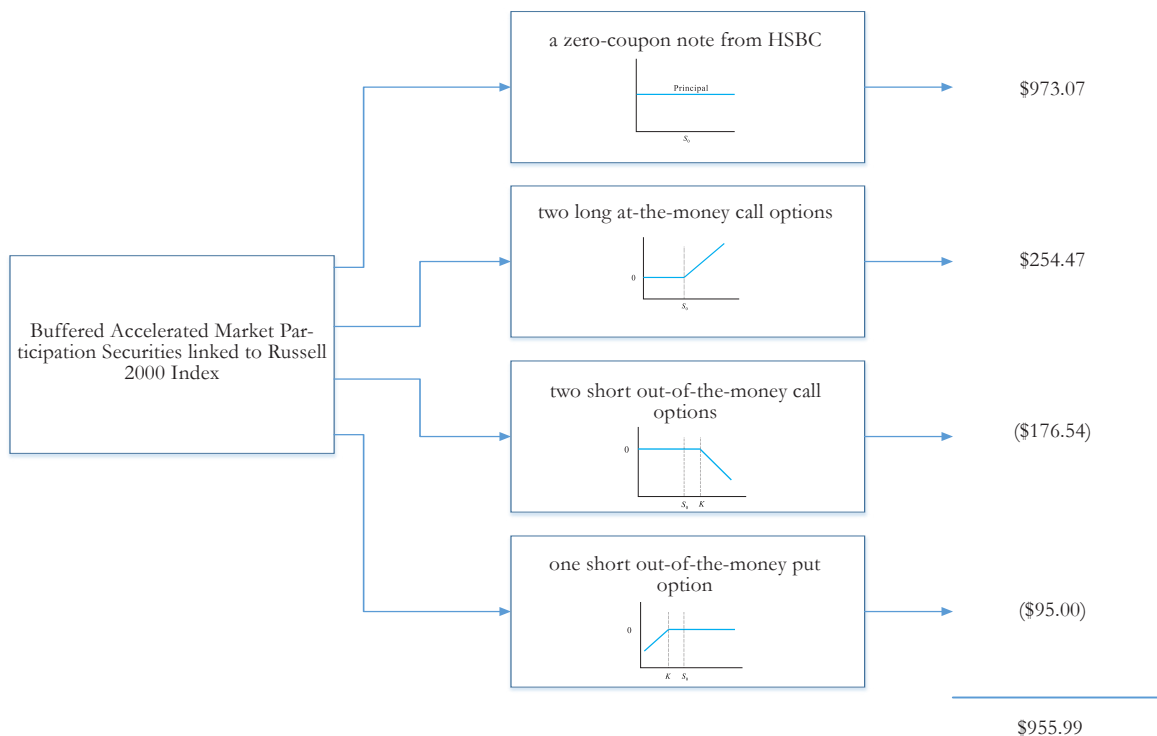 a zero-coupon note from HSBC
Principal
S₀
$973.07
two long at-the-money call options
0
S₀
$254.47
Buffered Accelerated Market Par-
ticipation Securities linked to Russell
2000 Index
two short out-of-the-money call
options
0
S₀ K
($176.54)
one short out-of-the-money put
option
0
K S₀
($95.00)
$955.99